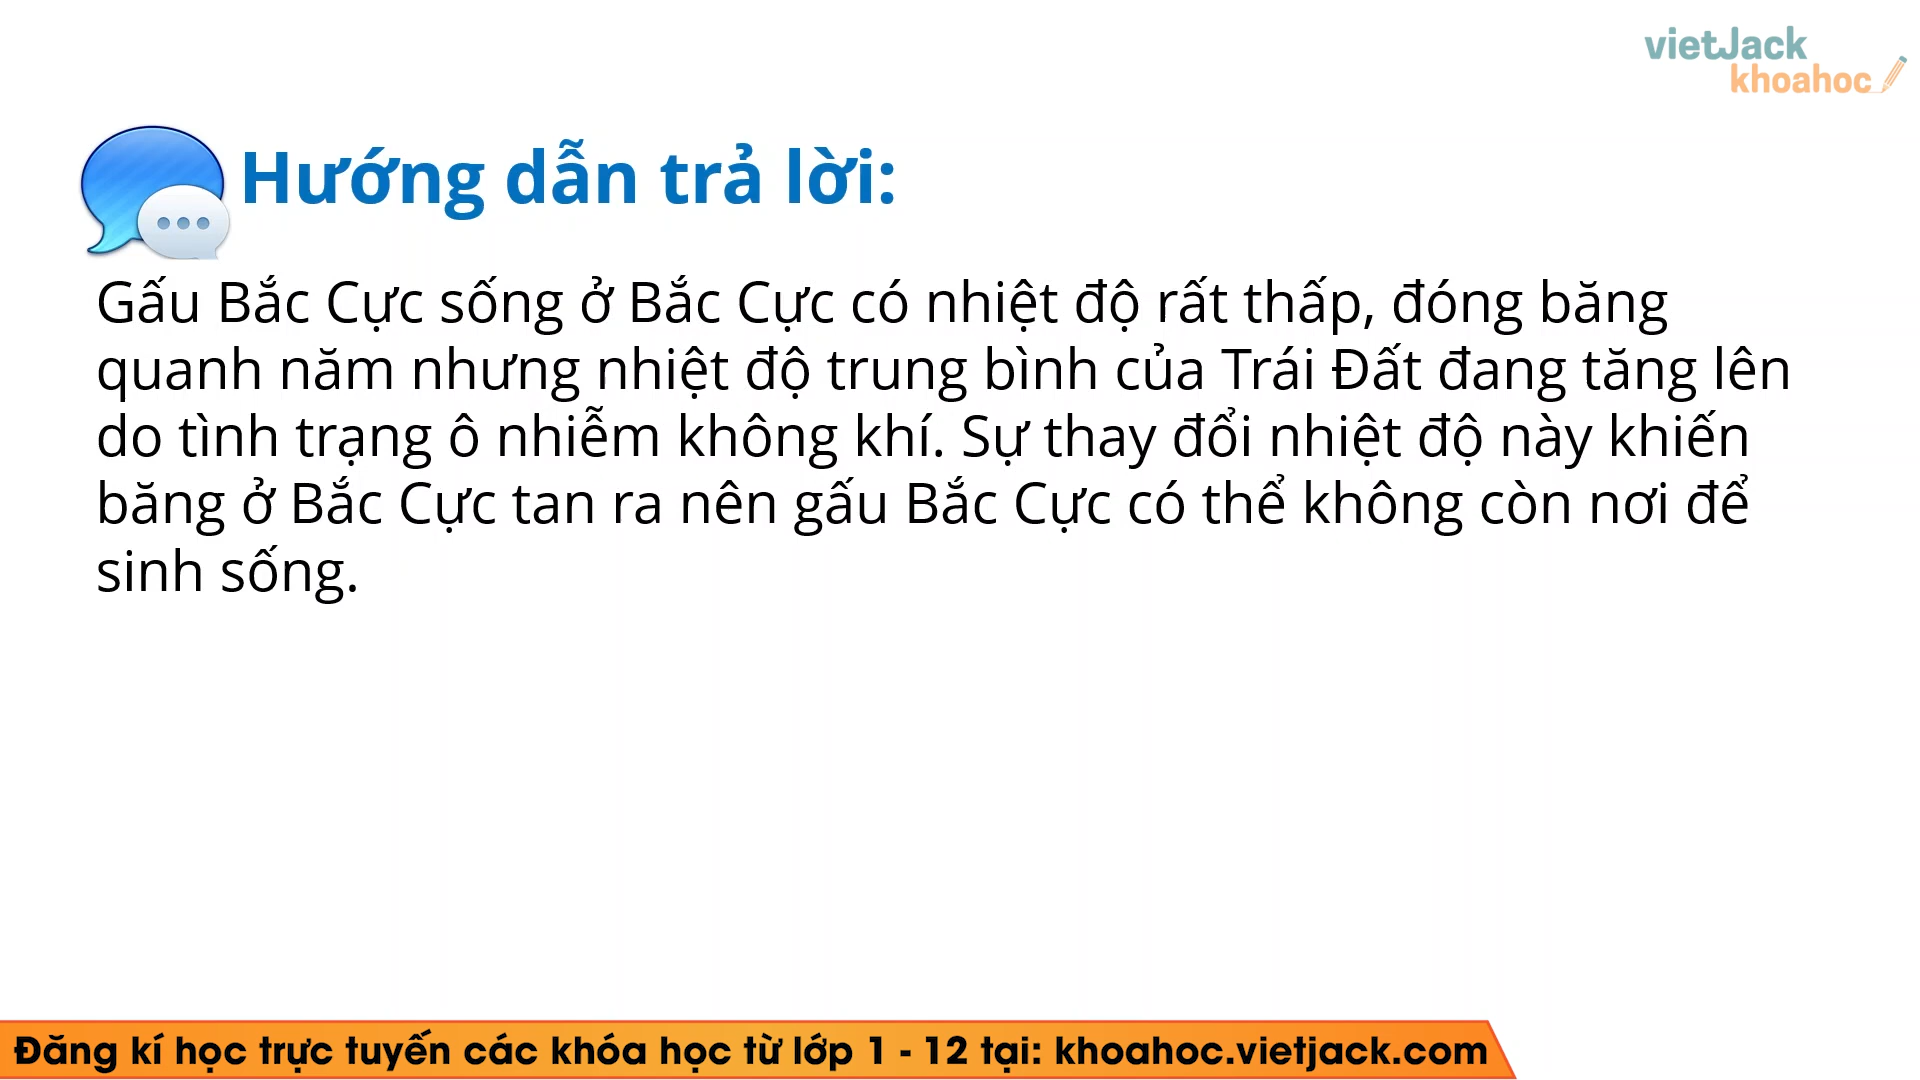 vietJack
khoahoc
Hướng dẫn trả lời:
Gấu Bắc Cực sống ở Bắc Cực có nhiệt độ rất thấp, đóng băng
quanh năm nhưng nhiệt độ trung bình của Trái Đất đang tăng lên
do tình trạng ô nhiễm không khí. Sự thay đổi nhiệt độ này khiến
băng ở Bắc Cực tan ra nên gấu Bắc Cực có thể không còn nơi để
sinh sống.
Đăng kí học trực tuyến các khóa học từ lớp 1 - 12 tại: khoahoc.vietjack.com